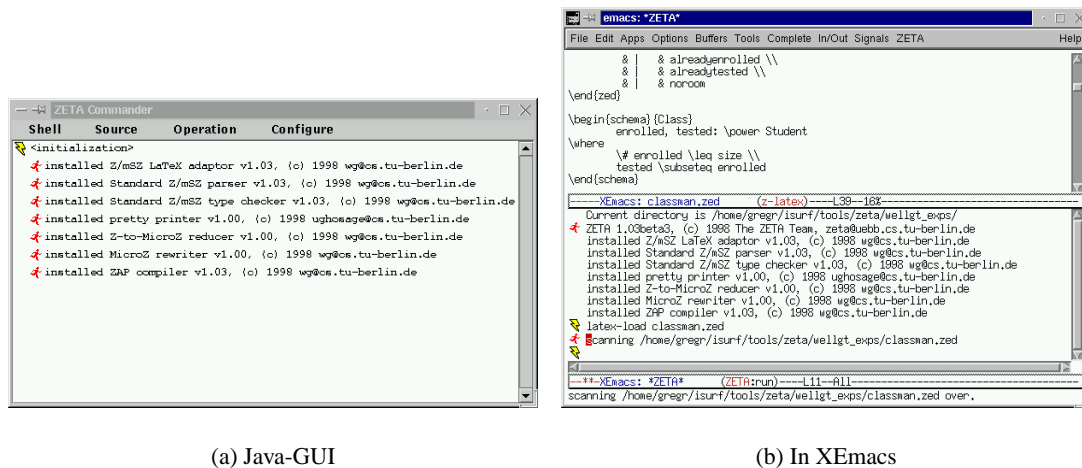 ZETA Commander
Shell Source Operation Configure
<initialization>
installed Z/mSZ LaTeX adaptor v1.03, (c) 1998 wg@cs.tu-berlin.de
installed Standard Z/mSZ parser v1.03, (c) 1998 wg@cs.tu-berlin.de
installed Standard Z/mSZ type checker v1.03, (c) 1998 wg@cs.tu-berlin.de
installed pretty printer v1.00, (c) 1998 ughosage@cs.tu-berlin.de
installed Z-to-MicroZ reducer v1.00, (c) 1998 wg@cs.tu-berlin.de
installed MicroZ rewriter v1.00, (c) 1998 wg@cs.tu-berlin.de
installed ZAP compiler v1.03, (c) 1998 wg@cs.tu-berlin.de
(a) Java-GUI
emacs: *ZETA*
File Edit Apps Options Buffers Tools Complete In/Out Signals ZETA Help
& | & alreadyenrolled \\
& | & alreadytested \\
& | & noroom
\end{zed}
\begin{schema}{Class}
enrolled, tested: \power Student
\where
\# enrolled \leq size \\
tested \subseteq enrolled
\end{schema}
-----XEmacs: classman.zed (z-latex)----L39--16%-----
Current directory is /home/gregr/isurf/tools/zeta/wellgt_exps/
ZETA 1.03beta3, (c) 1998 The ZETA Team, zeta@uebb.cs.tu-berlin.de
installed Z/mSZ LaTeX adaptor v1.03, (c) 1998 wg@cs.tu-berlin.de
installed Standard Z/mSZ parser v1.03, (c) 1998 wg@cs.tu-berlin.de
installed Standard Z/mSZ type checker v1.03, (c) 1998 wg@cs.tu-berlin.de
installed pretty printer v1.00, (c) 1998 ughosage@cs.tu-berlin.de
installed Z-to-MicroZ reducer v1.00, (c) 1998 wg@cs.tu-berlin.de
installed MicroZ rewriter v1.00, (c) 1998 wg@cs.tu-berlin.de
installed ZAP compiler v1.03, (c) 1998 wg@cs.tu-berlin.de
latex-load classman.zed
scanning /home/gregr/isurf/tools/zeta/wellgt_exps/classman.zed
--**-XEmacs: *ZETA* (ZETA:run)----L11--All-----
scanning /home/gregr/isurf/tools/zeta/wellgt_exps/classman.zed over.
(b) In XEmacs